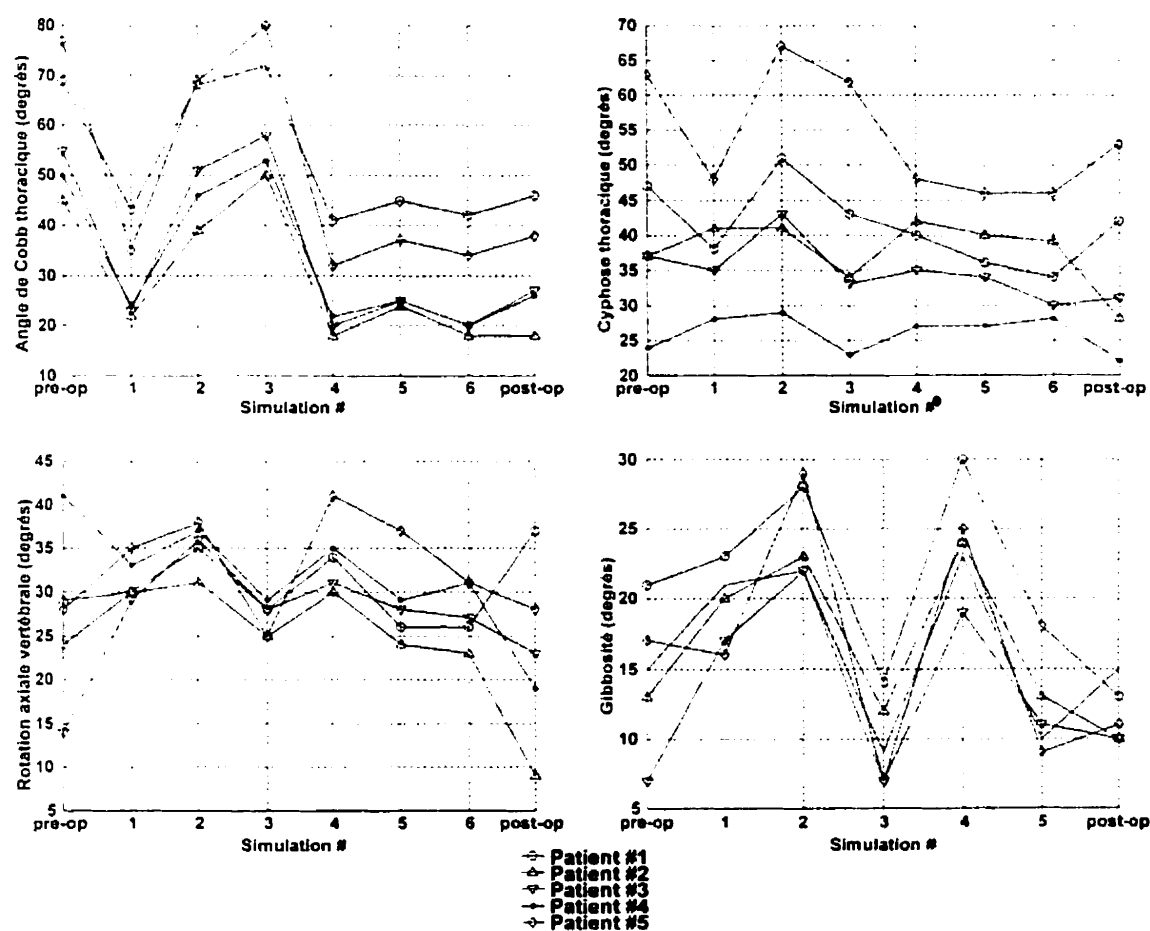 Angle de Cobb thoracique (degrés)
80
70
60
50
40
30
20
10
pre-op 1 2 3 4 5 6 post-op
Simulation #
Cyphose thoracique (degrés)
70
65
60
55
50
45
40
35
30
25
20
pre-op 1 2 3 4 5 6 post-op
Simulation #
Rotation axiale vertébrale (degrés)
45
40
35
30
25
20
15
10
5
pre-op 1 2 3 4 5 6 post-op
Simulation #
Gibbosité (degrés)
30
25
20
15
10
5
pre-op 1 2 3 4 5 post-op
Simulation #
Patient #1
Patient #2
Patient #3
Patient #4
Patient #5